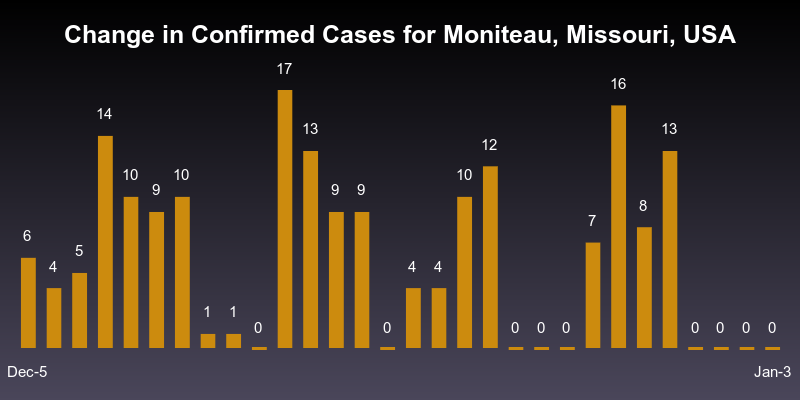 Change in Confirmed Cases for Moniteau, Missouri, USA
6 4 5 14 10 9 10 1 1 0 17 13 9 9 0 4 4 10 12 0 0 0 7 16 8 13 0 0 0 0
Dec-5 Jan-3